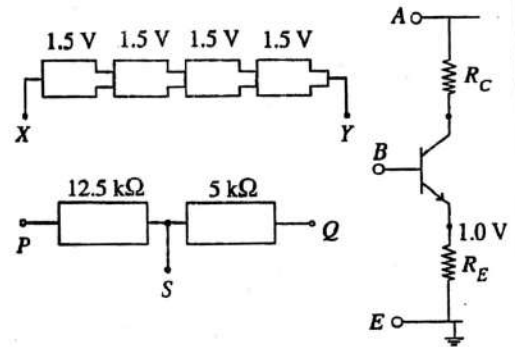 1.5 V 1.5 V 1.5 V 1.5 V
X Y
12.5 kΩ 5 kΩ
P Q
S
A
R_C
B
1.0 V
R_E
E